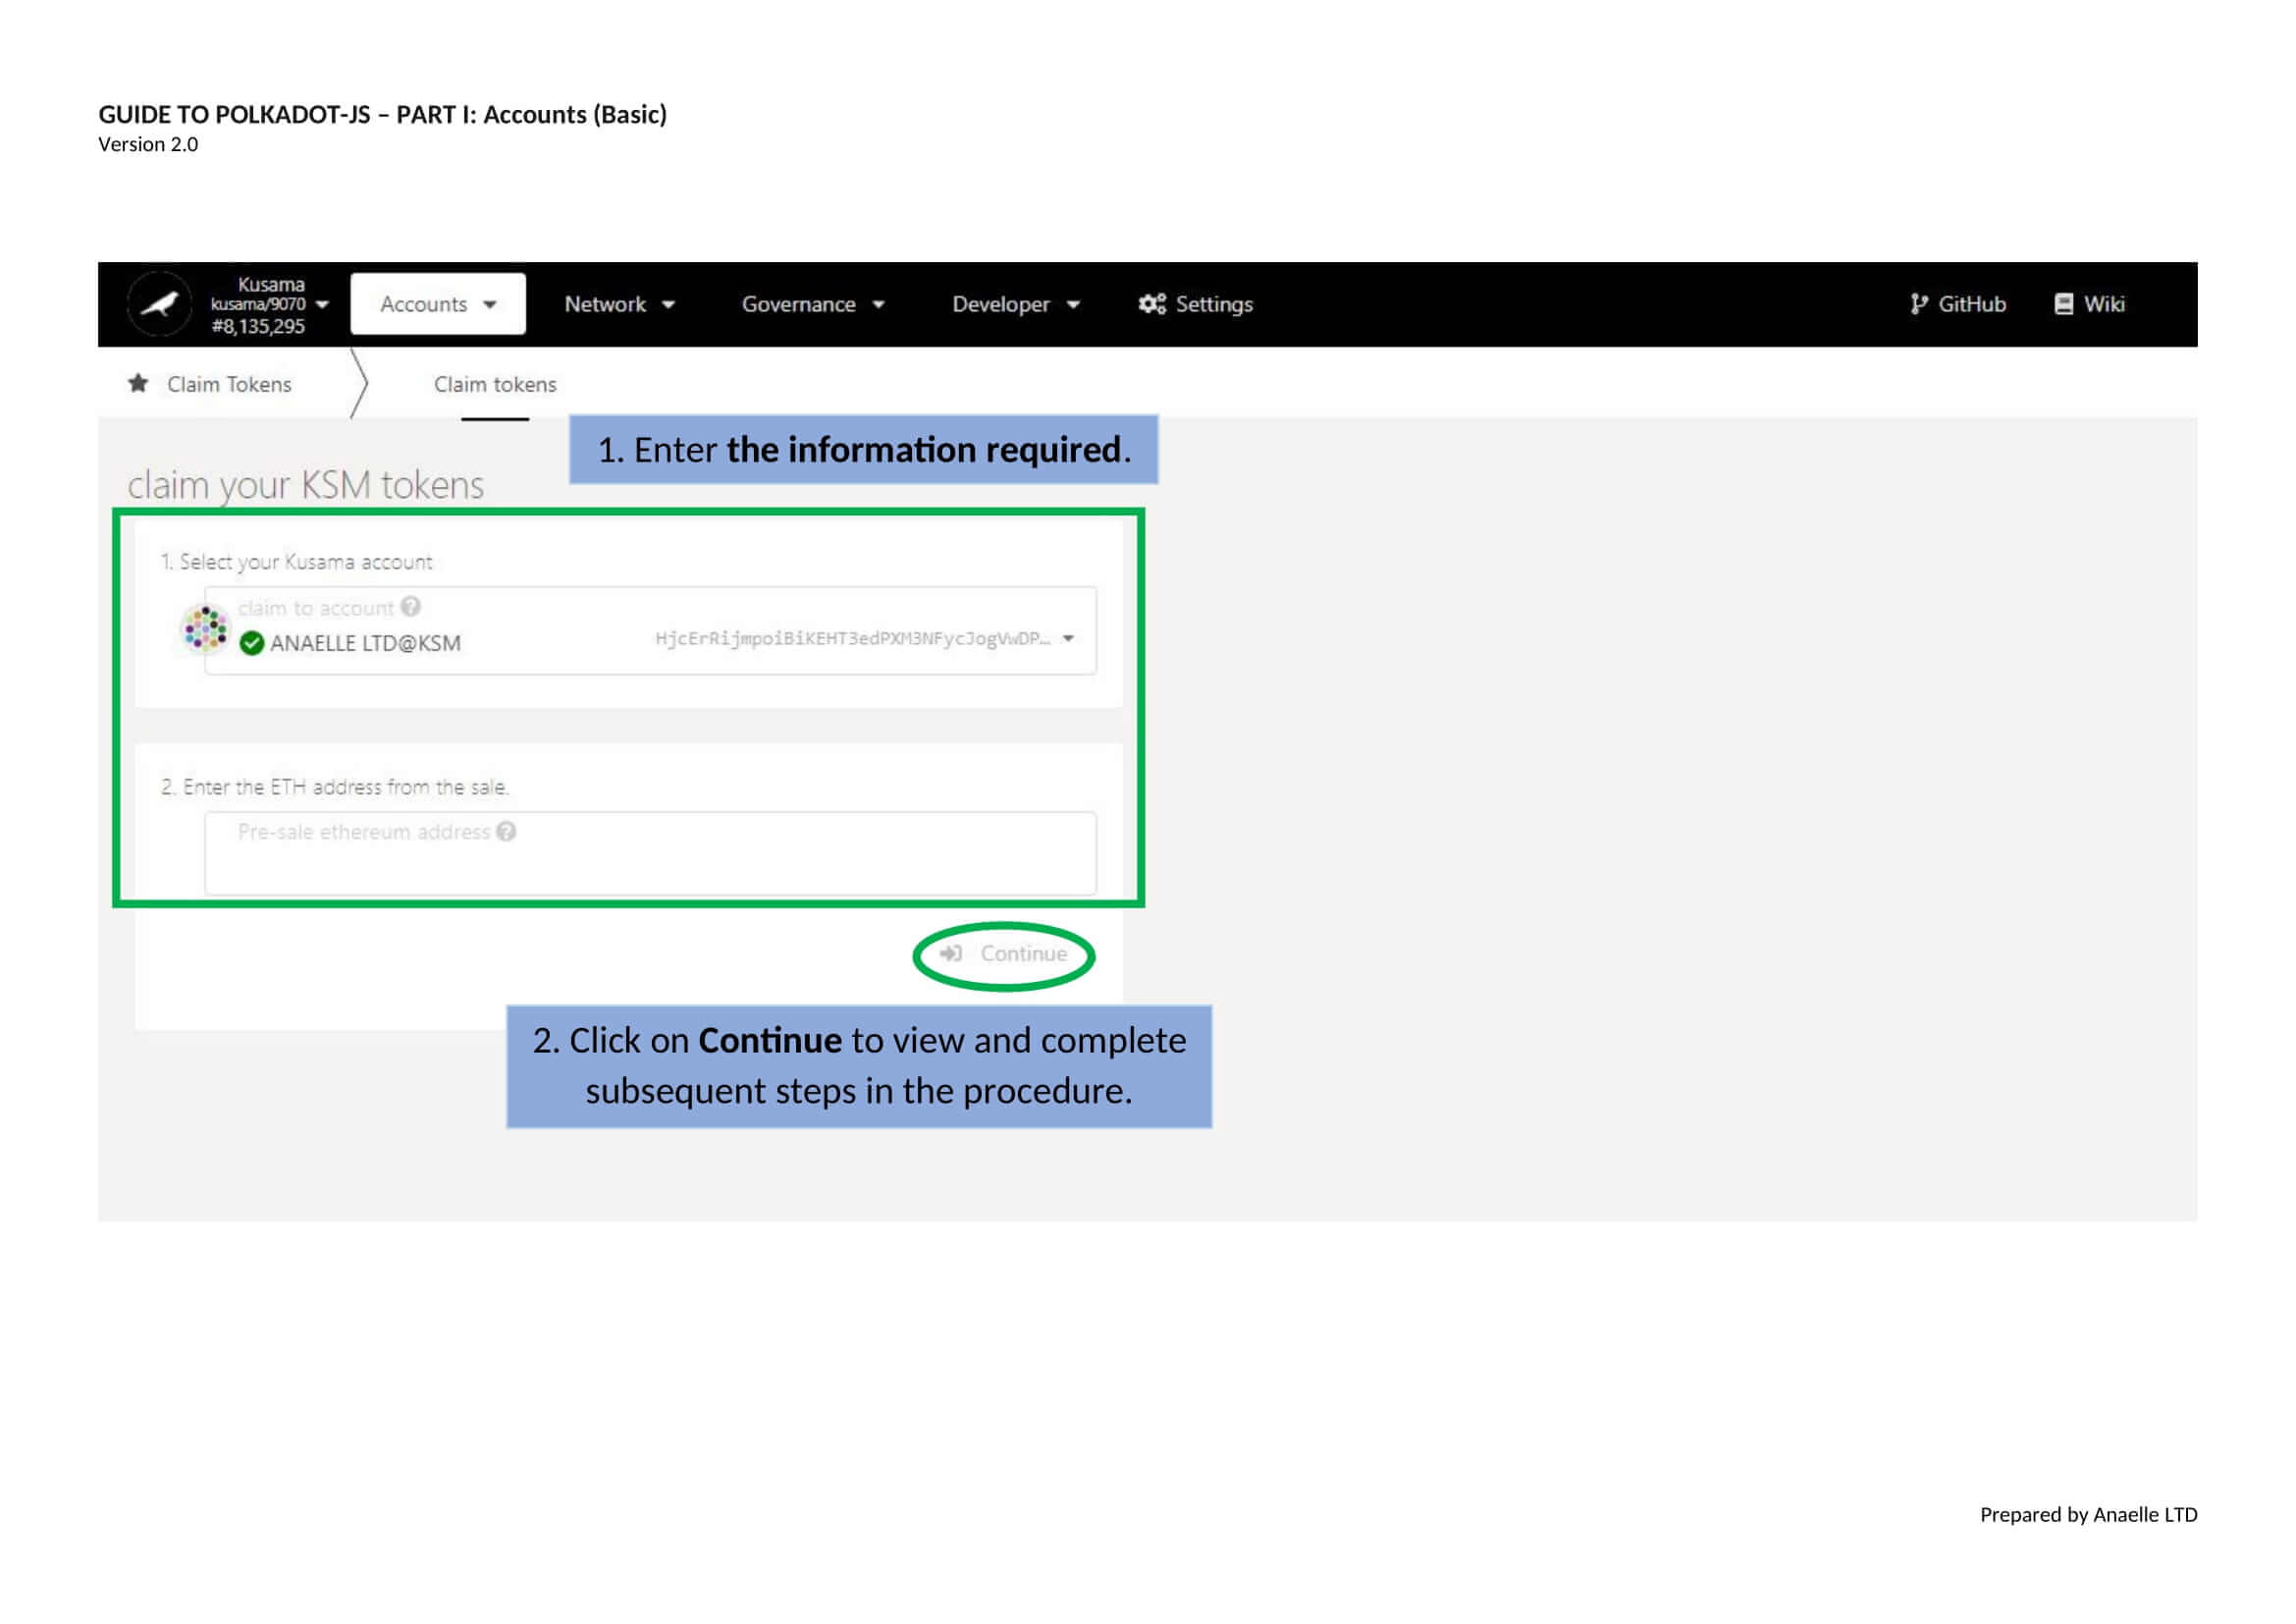 GUIDE TO POLKADOT-JS – PART I: Accounts (Basic)
Version 2.0
Kusama
kusama/9070
#8,135,295
Accounts
Network
Governance
Developer
Settings
GitHub
Wiki
Claim Tokens
Claim tokens
1. Enter the information required.
claim your KSM tokens
1. Select your Kusama account
claim to account
ANAELLE LTD@KSM
HjcErRijmpoiBiKEHT3edPXM3NFycJogVwDP…
2. Enter the ETH address from the sale.
Pre-sale ethereum address
Continue
2. Click on Continue to view and complete
subsequent steps in the procedure.
Prepared by Anaelle LTD